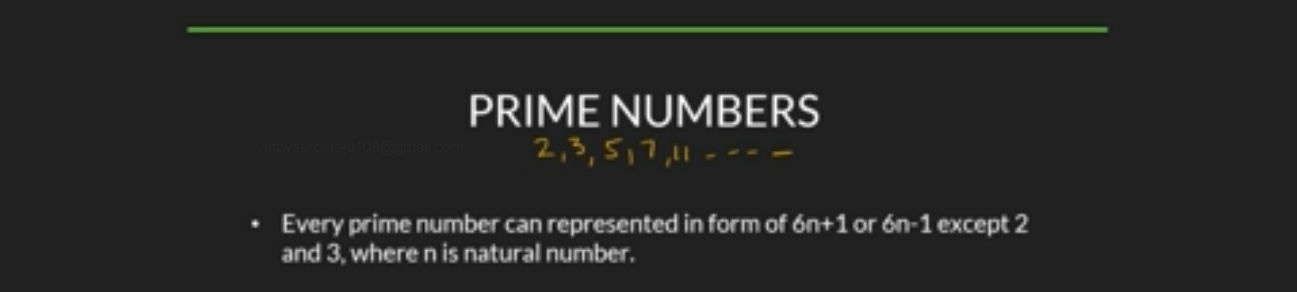 PRIME NUMBERS
2,3,5,7,11 - - - - -
• Every prime number can represented in form of 6n+1 or 6n-1 except 2
and 3, where n is natural number.